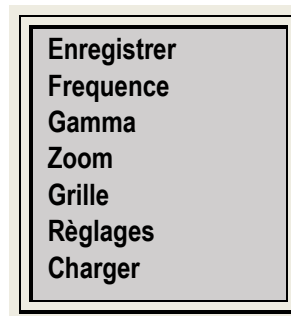 Enregistrer
Frequence
Gamma
Zoom
Grille
Règlages
Charger